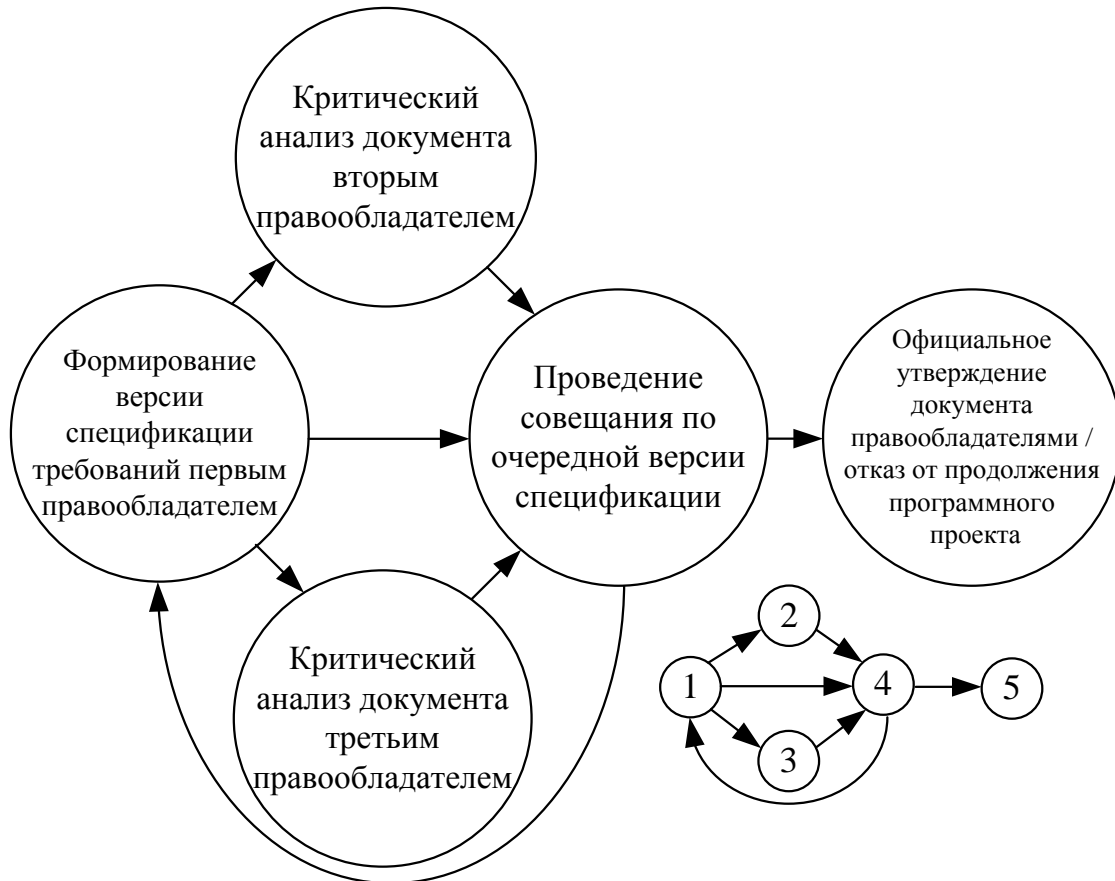 Критический
анализ документа
вторым
правообладателем
Формирование
версии
спецификации
требований первым
правообладателем
Проведение
совещания по
очередной версии
спецификации
Официальное
утверждение
документа
правообладателями /
отказ от продолжения
программного
проекта
Критический
анализ документа
третьим
правообладателем
2
1
4
5
3